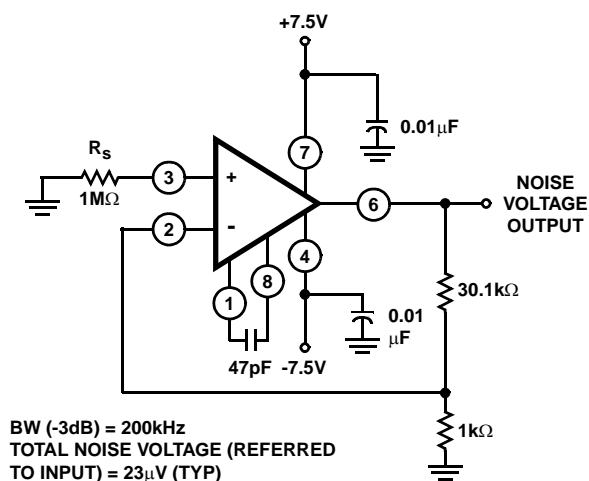 +7.5V
0.01μF
7
Rs
1MΩ
3
+
NOISE
VOLTAGE
OUTPUT
6
2
-
4
8
1
30.1kΩ
0.01
μF
47pF
-7.5V
1kΩ
BW (-3dB) = 200kHz
TOTAL NOISE VOLTAGE (REFERRED
TO INPUT) = 23μV (TYP)